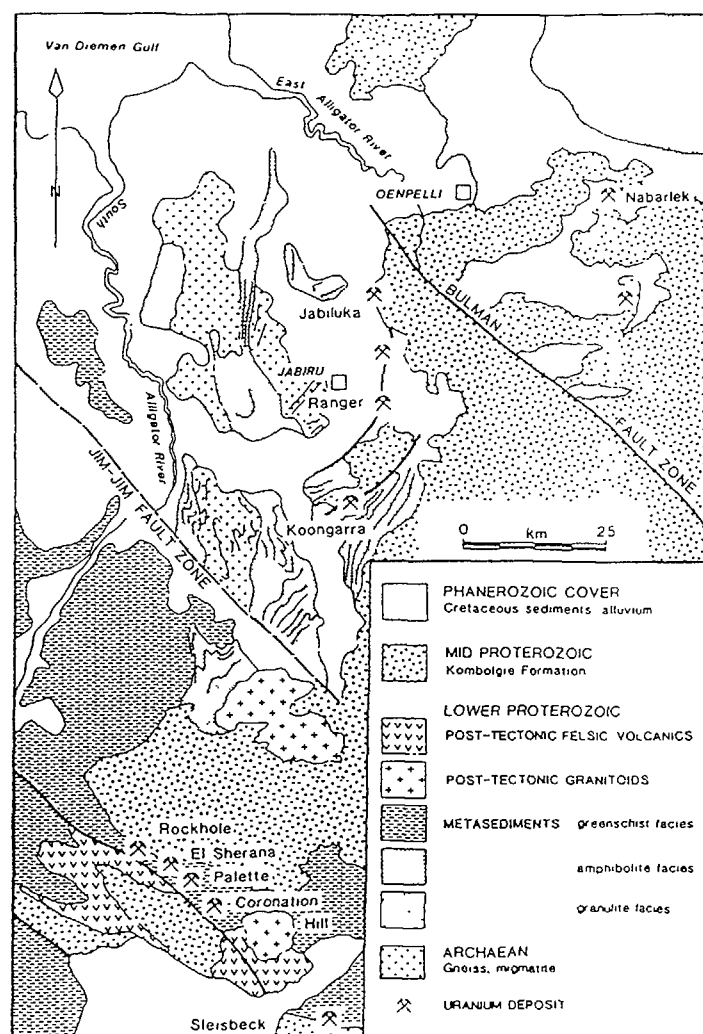 Van Diemen Gulf
East Alligator River
N
OENPELLI
Nabarlek
South
Alligator River
BULMAN
FAULT ZONE
Jabiluka
JABIRU
Ranger
JIM-JIM FAULT ZONE
Koongarra
0 km 25
PHANEROZOIC COVER
Cretaceous sediments alluvium
MID PROTEROZOIC
Kombolgie Formation
LOWER PROTEROZOIC
POST-TECTONIC FELSIC VOLCANICS
POST-TECTONIC GRANITOIDS
METASEDIMENTS greenschist facies
amphibolite facies
granulite facies
ARCHAEAN
Gneiss, migmatite
URANIUM DEPOSIT
Rockhole
El Sherana
Palette
Coronation
Hill
Sleisbeck